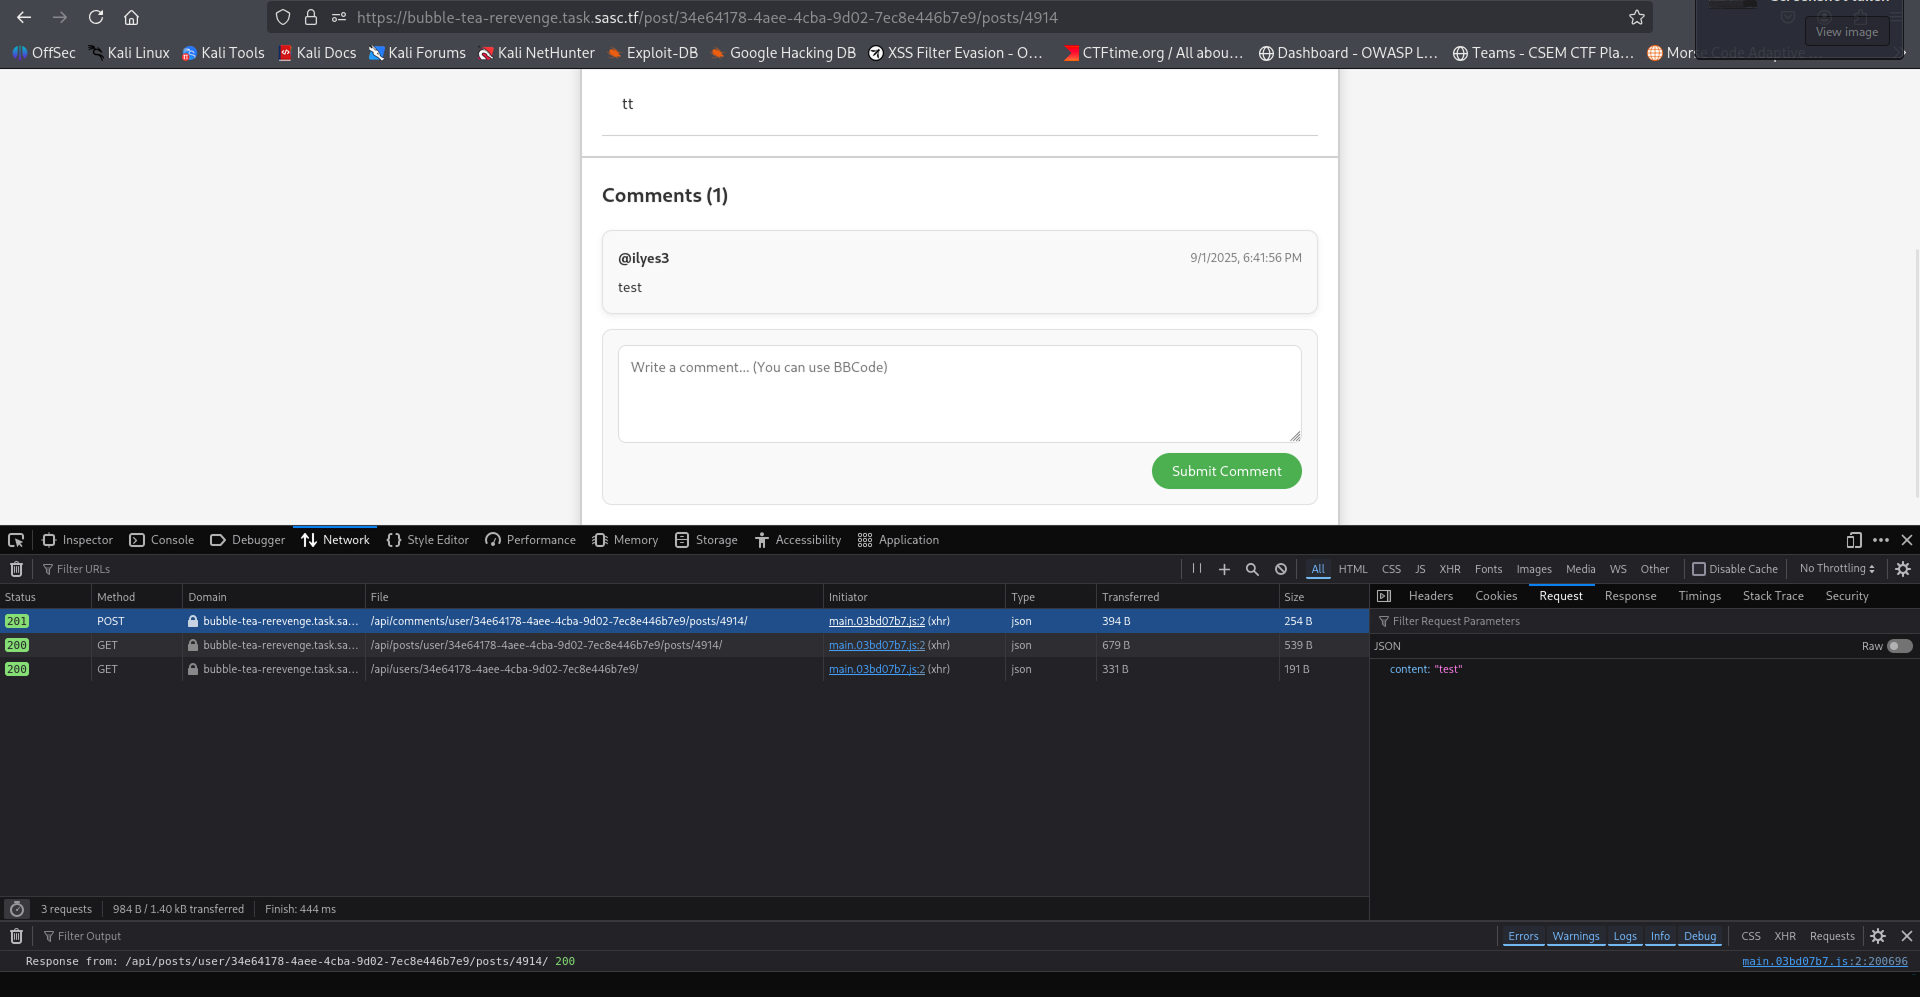 https://bubble-tea-rerevenge.task.sasc.tf/post/34e64178-4aee-4cba-9d02-7ec8e446b7e9/posts/4914
View image
OffSec Kali Linux Kali Tools Kali Docs Kali Forums Kali NetHunter Exploit-DB Google Hacking DB XSS Filter Evasion - O... CTFtime.org / All abou... Dashboard - OWASP L... Teams - CSEM CTF Pla... Morse Code Adaptive
tt
Comments (1)
@ilyes3 9/1/2025, 6:41:56 PM
test
Write a comment... (You can use BBCode)
Submit Comment
Inspector Console Debugger Network Style Editor Performance Memory Storage Accessibility Application
Filter URLs All HTML CSS JS XHR Fonts Images Media WS Other Disable Cache No Throttling
Status Method Domain File Initiator Type Transferred Size Headers Cookies Request Response Timings Stack Trace Security
201 POST bubble-tea-rerevenge.task.sa... /api/comments/user/34e64178-4aee-4cba-9d02-7ec8e446b7e9/posts/4914/ main.03bd07b7.js:2 (xhr) json 394 B 254 B Filter Request Parameters
200 GET bubble-tea-rerevenge.task.sa... /api/posts/user/34e64178-4aee-4cba-9d02-7ec8e446b7e9/posts/4914/ main.03bd07b7.js:2 (xhr) json 679 B 539 B JSON Raw
200 GET bubble-tea-rerevenge.task.sa... /api/users/34e64178-4aee-4cba-9d02-7ec8e446b7e9/ main.03bd07b7.js:2 (xhr) json 331 B 191 B content: "test"
3 requests 984 B / 1.40 kB transferred Finish: 444 ms
Filter Output Errors Warnings Logs Info Debug CSS XHR Requests
Response from: /api/posts/user/34e64178-4aee-4cba-9d02-7ec8e446b7e9/posts/4914/ 200 main.03bd07b7.js:2:200696